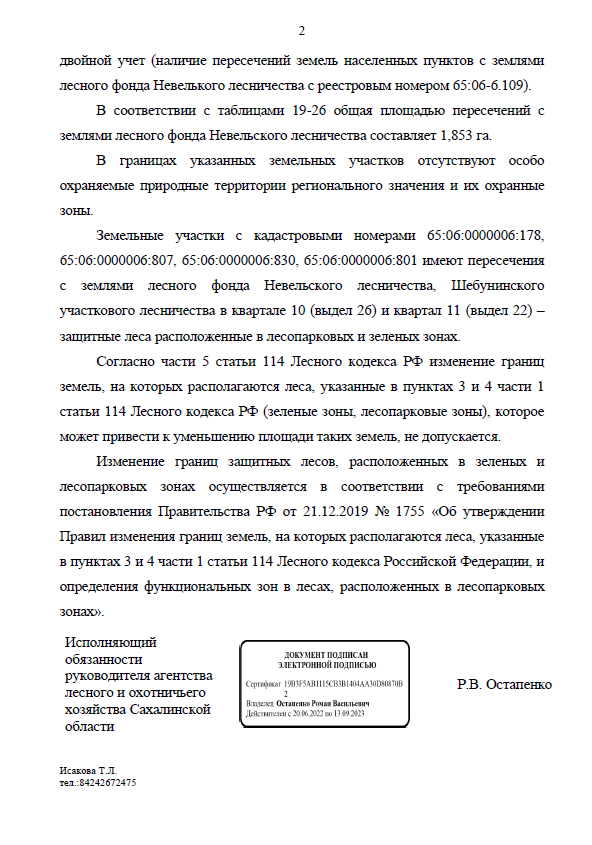 2
двойной учет (наличие пересечений земель населенных пунктов с землями
лесного фонда Невелького лесничества с реестровым номером 65:06-6.109).
В соответствии с таблицами 19-26 общая площадью пересечений с
землями лесного фонда Невельского лесничества составляет 1,853 га.
В границах указанных земельных участков отсутствуют особо
охраняемые природные территории регионального значения и их охранные
зоны.
Земельные участки с кадастровыми номерами 65:06:0000006:178,
65:06:0000006:807, 65:06:0000006:830, 65:06:0000006:801 имеют пересечения
с землями лесного фонда Невельского лесничества, Шебунинского
участкового лесничества в квартале 10 (выдел 26) и квартал 11 (выдел 22) –
защитные леса расположенные в лесопарковых и зеленых зонах.
Согласно части 5 статьи 114 Лесного кодекса РФ изменение границ
земель, на которых располагаются леса, указанные в пунктах 3 и 4 части 1
статьи 114 Лесного кодекса РФ (зеленые зоны, лесопарковые зоны), которое
может привести к уменьшению площади таких земель, не допускается.
Изменение границ защитных лесов, расположенных в зеленых и
лесопарковых зонах осуществляется в соответствии с требованиями
постановления Правительства РФ от 21.12.2019 № 1755 «Об утверждении
Правил изменения границ земель, на которых располагаются леса, указанные
в пунктах 3 и 4 части 1 статьи 114 Лесного кодекса Российской Федерации, и
определения функциональных зон в лесах, расположенных в лесопарковых
зонах».
Исполняющий
обязанности
руководителя агентства
лесного и охотничьего
хозяйства Сахалинской
области
ДОКУМЕНТ ПОДПИСАН
ЭЛЕКТРОННОЙ ПОДПИСЬЮ
Сертификат 19B3F5AB1115CB3B1404AA30D80870B
2
Владелец Остапенко Роман Васильевич
Действителен с 20.06.2022 по 13.09.2023
Р.В. Остапенко
Исакова Т.Л.
тел.:84242672475